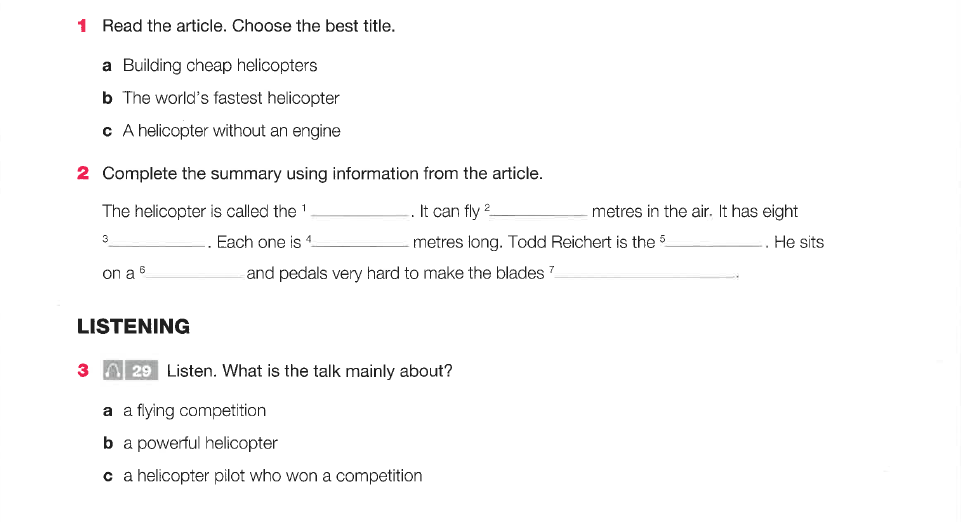 1 Read the article. Choose the best title.
a Building cheap helicopters
b The world's fastest helicopter
c A helicopter without an engine
2 Complete the summary using information from the article.
The helicopter is called the 1 __________ . It can fly 2 __________ metres in the air. It has eight
3 __________ . Each one is 4 __________ metres long. Todd Reichert is the 5 __________ . He sits
on a 6 __________ and pedals very hard to make the blades 7 __________________ .
LISTENING
3 29 Listen. What is the talk mainly about?
a a flying competition
b a powerful helicopter
c a helicopter pilot who won a competition